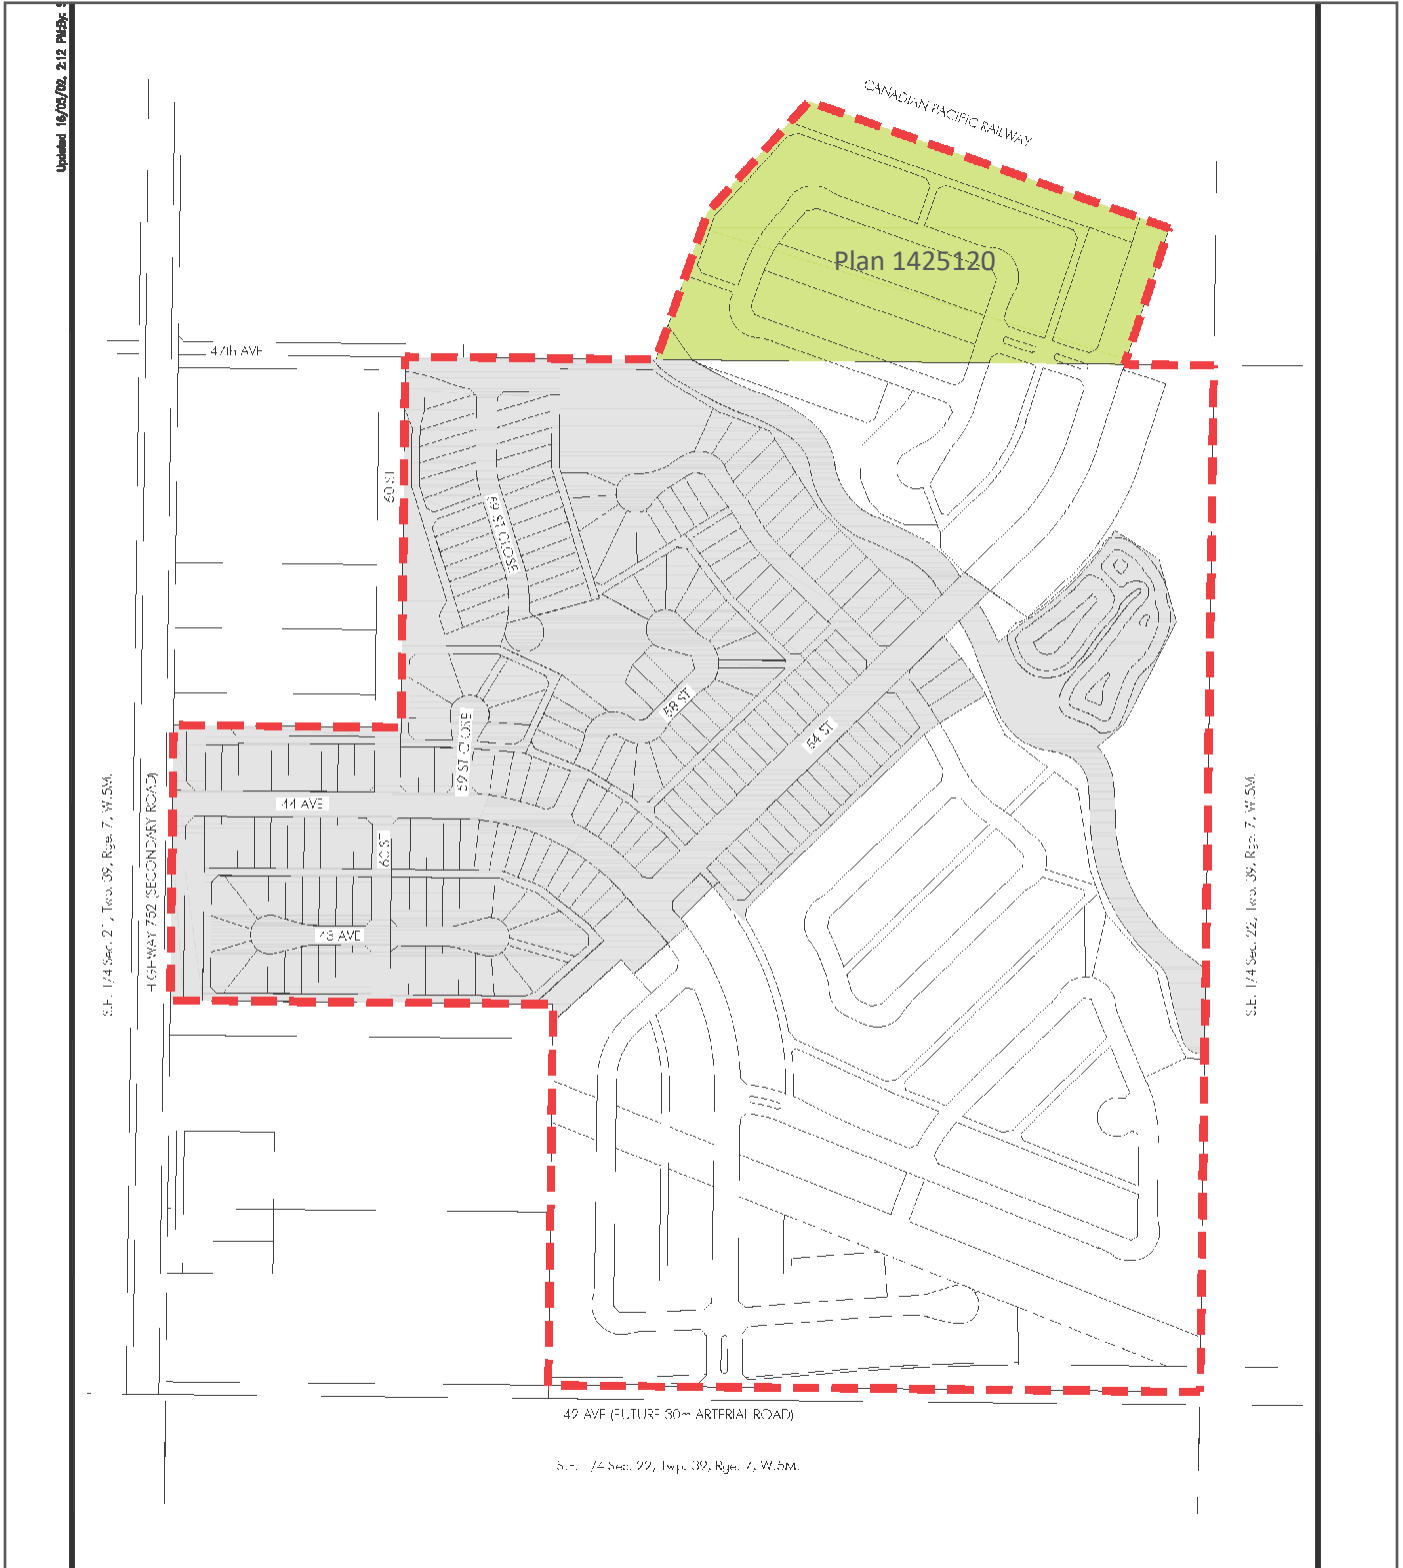 Updated 16/05/02, 2:12 PM
CANADIAN PACIFIC RAILWAY
Plan 1425120
47th AVE
60 ST
59 ST CLOSE
58 ST
54 ST
59 ST CLOSE
44 AVE
60 ST
43 AVE
HIGHWAY 752 (SECONDARY ROAD)
S.E. 1/4 Sec. 21, Twp. 39, Rge. 7, W.5M.
S.E. 1/4 Sec. 22, Twp. 39, Rge. 7, W.5M.
42 AVE (FUTURE 30m ARTERIAL ROAD)
S.E. 1/4 Sec. 22, Twp. 39, Rge. 7, W.5M.